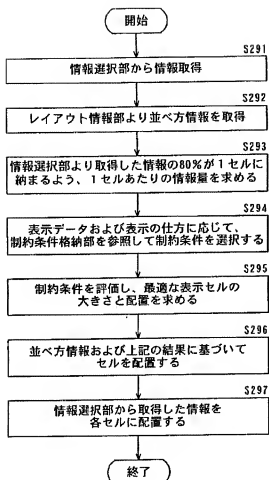 開始
S291
情報選択部から情報取得
S292
レイアウト情報部より並べ方情報を取得
S293
情報選択部より取得した情報の80%が1セルに
納まるよう、1セルあたりの情報量を求める
S294
表示データおよび表示の仕方に応じて、
制約条件格納部を参照して制約条件を選択する
S295
制約条件を評価し、最適な表示セルの
大きさと配置を求める
S296
並べ方情報および上記の結果に基づいて
セルを配置する
S297
情報選択部から取得した情報を
各セルに配置する
終了